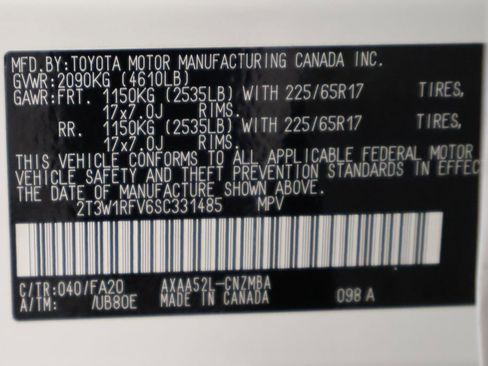 MFD.BY:TOYOTA MOTOR MANUFACTURING CANADA INC.
GVWR:2090KG (4610LB)
GAWR:FRT. 1150KG (2535LB) WITH 225/65R17 TIRES,
17x7.0J RIMS.
RR. 1150KG (2535LB) WITH 225/65R17 TIRES,
17x7.0J RIMS.
THIS VEHICLE CONFORMS TO ALL APPLICABLE FEDERAL MOTOR
VEHICLE SAFETY AND THEFT PREVENTION STANDARDS IN EFFEC
THE DATE OF MANUFACTURE SHOWN ABOVE.
2T3W1RFV6SC331485 MPV
C/TR:040/FA20 AXAA52L-CNZMBA
A/TM: /UB80E MADE IN CANADA 098 A